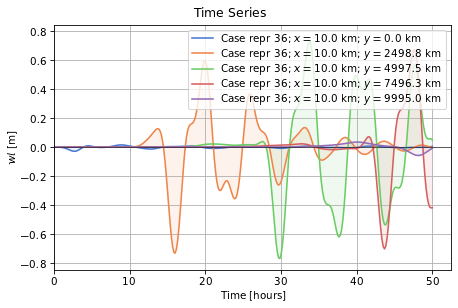 Time Series
Case repr 36; x = 10.0 km; y = 0.0 km
Case repr 36; x = 10.0 km; y = 2498.8 km
Case repr 36; x = 10.0 km; y = 4997.5 km
Case repr 36; x = 10.0 km; y = 7496.3 km
Case repr 36; x = 10.0 km; y = 9995.0 km
wl [m]
0.8
0.6
0.4
0.2
0.0
−0.2
−0.4
−0.6
−0.8
0 10 20 30 40 50
Time [hours]